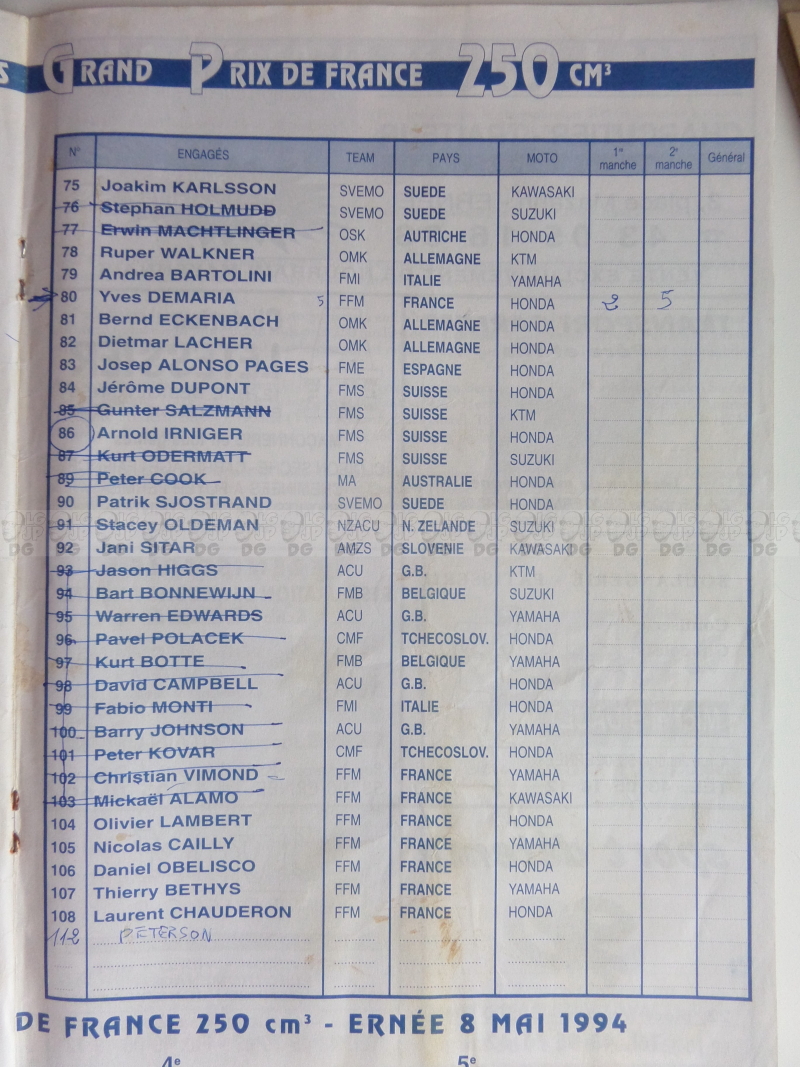 S GRAND PRIX DE FRANCE 250 CM³
N° ENGAGÉS TEAM PAYS MOTO 1re manche 2e manche Général
75 Joakim KARLSSON SVEMO SUEDE KAWASAKI
76 Stephan HOLMUDD SVEMO SUEDE SUZUKI
77 Erwin MACHTLINGER OSK AUTRICHE HONDA
78 Ruper WALKNER OMK ALLEMAGNE KTM
79 Andrea BARTOLINI FMI ITALIE YAMAHA
80 Yves DEMARIA 5 FFM FRANCE HONDA 2 5
81 Bernd ECKENBACH OMK ALLEMAGNE HONDA
82 Dietmar LACHER OMK ALLEMAGNE HONDA
83 Josep ALONSO PAGES FME ESPAGNE HONDA
84 Jérôme DUPONT FMS SUISSE HONDA
85 Gunter SALZMANN FMS SUISSE KTM
86 Arnold IRNIGER FMS SUISSE HONDA
87 Kurt ODERMATT FMS SUISSE SUZUKI
89 Peter COOK MA AUSTRALIE HONDA
90 Patrik SJOSTRAND SVEMO SUEDE HONDA
91 Stacey OLDEMAN NZACU N. ZELANDE SUZUKI
92 Jani SITAR AMZS SLOVENIE KAWASAKI
93 Jason HIGGS ACU G.B. KTM
94 Bart BONNEWIJN FMB BELGIQUE SUZUKI
95 Warren EDWARDS ACU G.B. YAMAHA
96 Pavel POLACEK CMF TCHECOSLOV. HONDA
97 Kurt BOTTE FMB BELGIQUE YAMAHA
98 David CAMPBELL ACU G.B. HONDA
99 Fabio MONTI FMI ITALIE HONDA
100 Barry JOHNSON ACU G.B. YAMAHA
101 Peter KOVAR CMF TCHECOSLOV. HONDA
102 Christian VIMOND FFM FRANCE YAMAHA
103 Mickaël ALAMO FFM FRANCE KAWASAKI
104 Olivier LAMBERT FFM FRANCE HONDA
105 Nicolas CAILLY FFM FRANCE YAMAHA
106 Daniel OBELISCO FFM FRANCE HONDA
107 Thierry BETHYS FFM FRANCE YAMAHA
108 Laurent CHAUDERON FFM FRANCE HONDA
112 PETERSON
DE FRANCE 250 cm³ - ERNÉE 8 MAI 1994
4e 5e